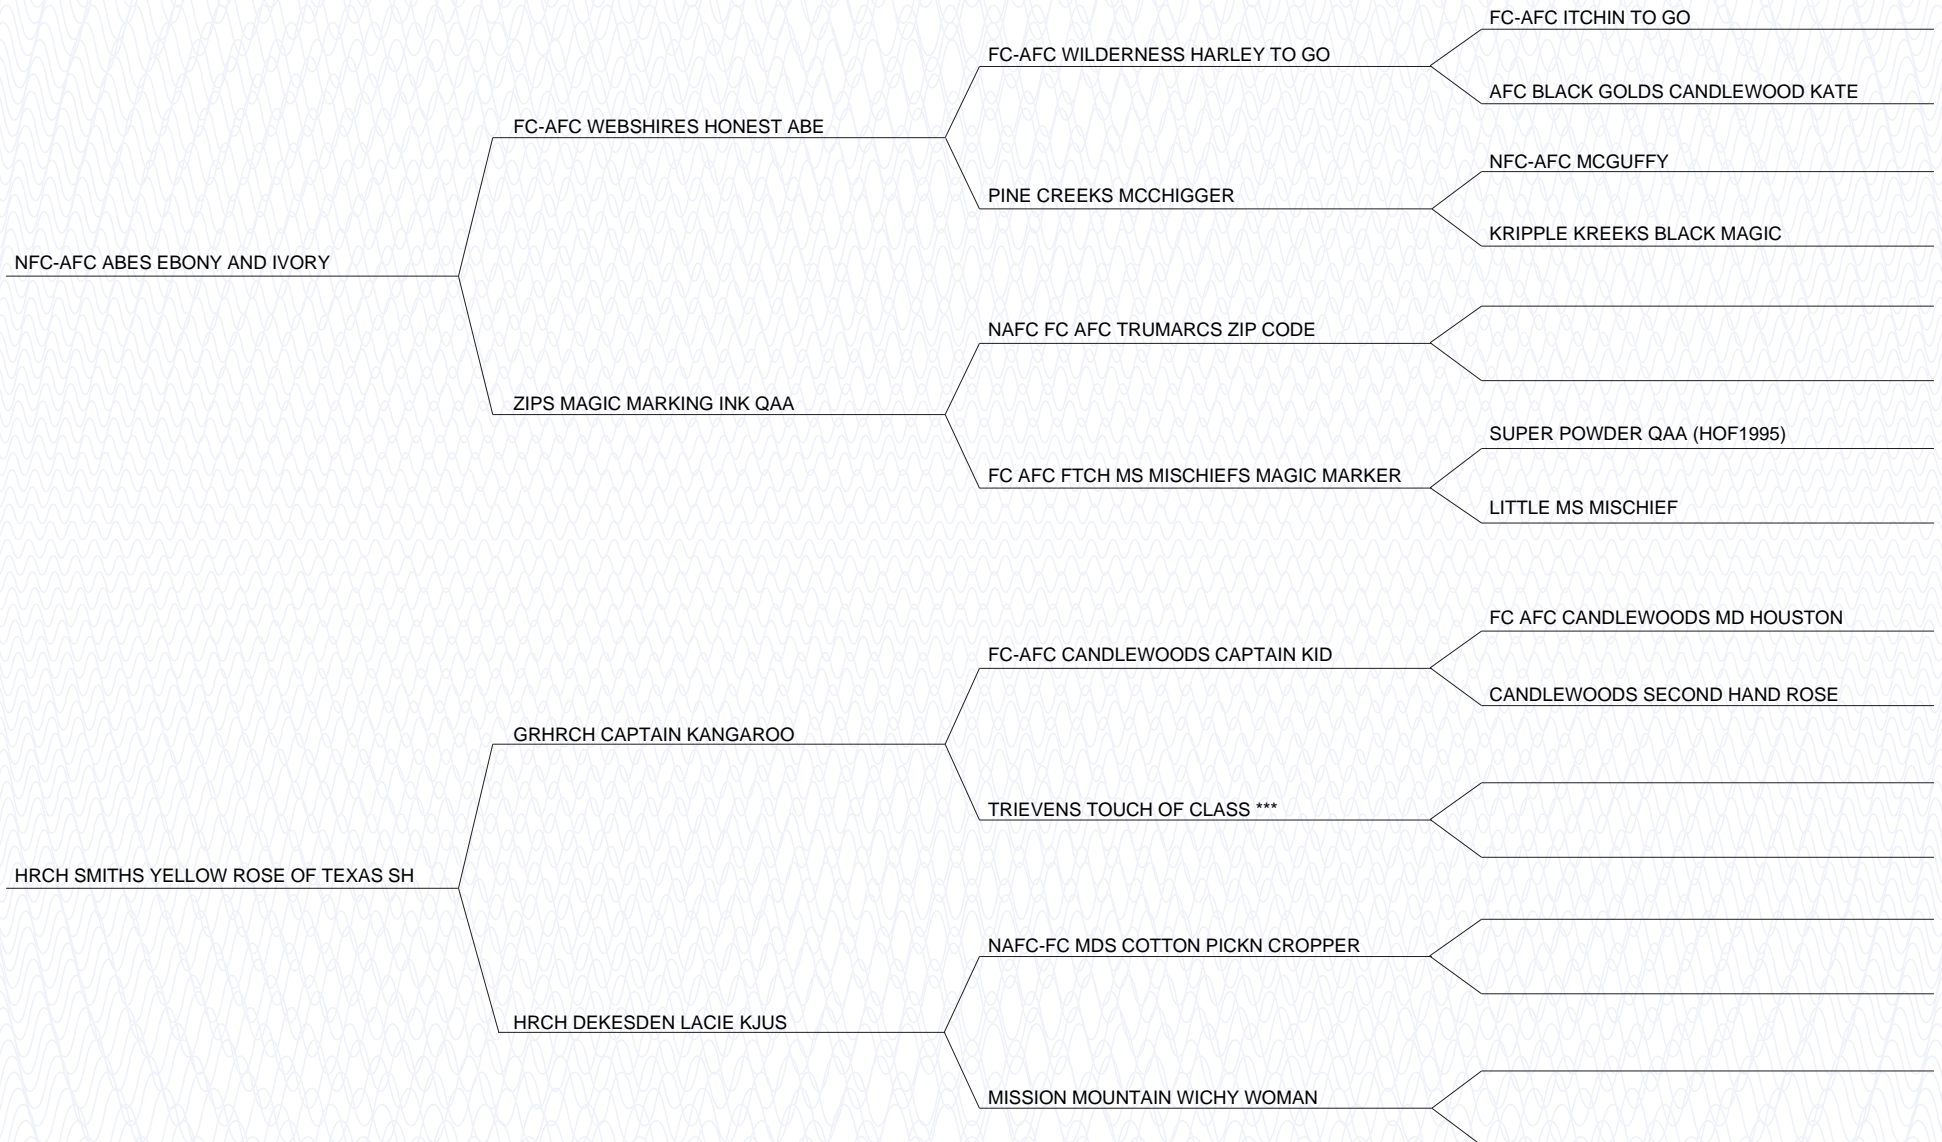 FC-AFC ITCHIN TO GO
FC-AFC WILDERNESS HARLEY TO GO
AFC BLACK GOLDS CANDLEWOOD KATE
FC-AFC WEBSHIRES HONEST ABE
NFC-AFC MCGUFFY
PINE CREEKS MCCHIGGER
KRIPPLE KREEKS BLACK MAGIC
NFC-AFC ABES EBONY AND IVORY
NAFC FC AFC TRUMARCS ZIP CODE
ZIPS MAGIC MARKING INK QAA
SUPER POWDER QAA (HOF1995)
FC AFC FTCH MS MISCHIEFS MAGIC MARKER
LITTLE MS MISCHIEF
FC AFC CANDLEWOODS MD HOUSTON
FC-AFC CANDLEWOODS CAPTAIN KID
CANDLEWOODS SECOND HAND ROSE
GRHRCH CAPTAIN KANGAROO
TRIEVENS TOUCH OF CLASS ***
HRCH SMITHS YELLOW ROSE OF TEXAS SH
NAFC-FC MDS COTTON PICKN CROPPER
HRCH DEKESDEN LACIE KJUS
MISSION MOUNTAIN WICHY WOMAN